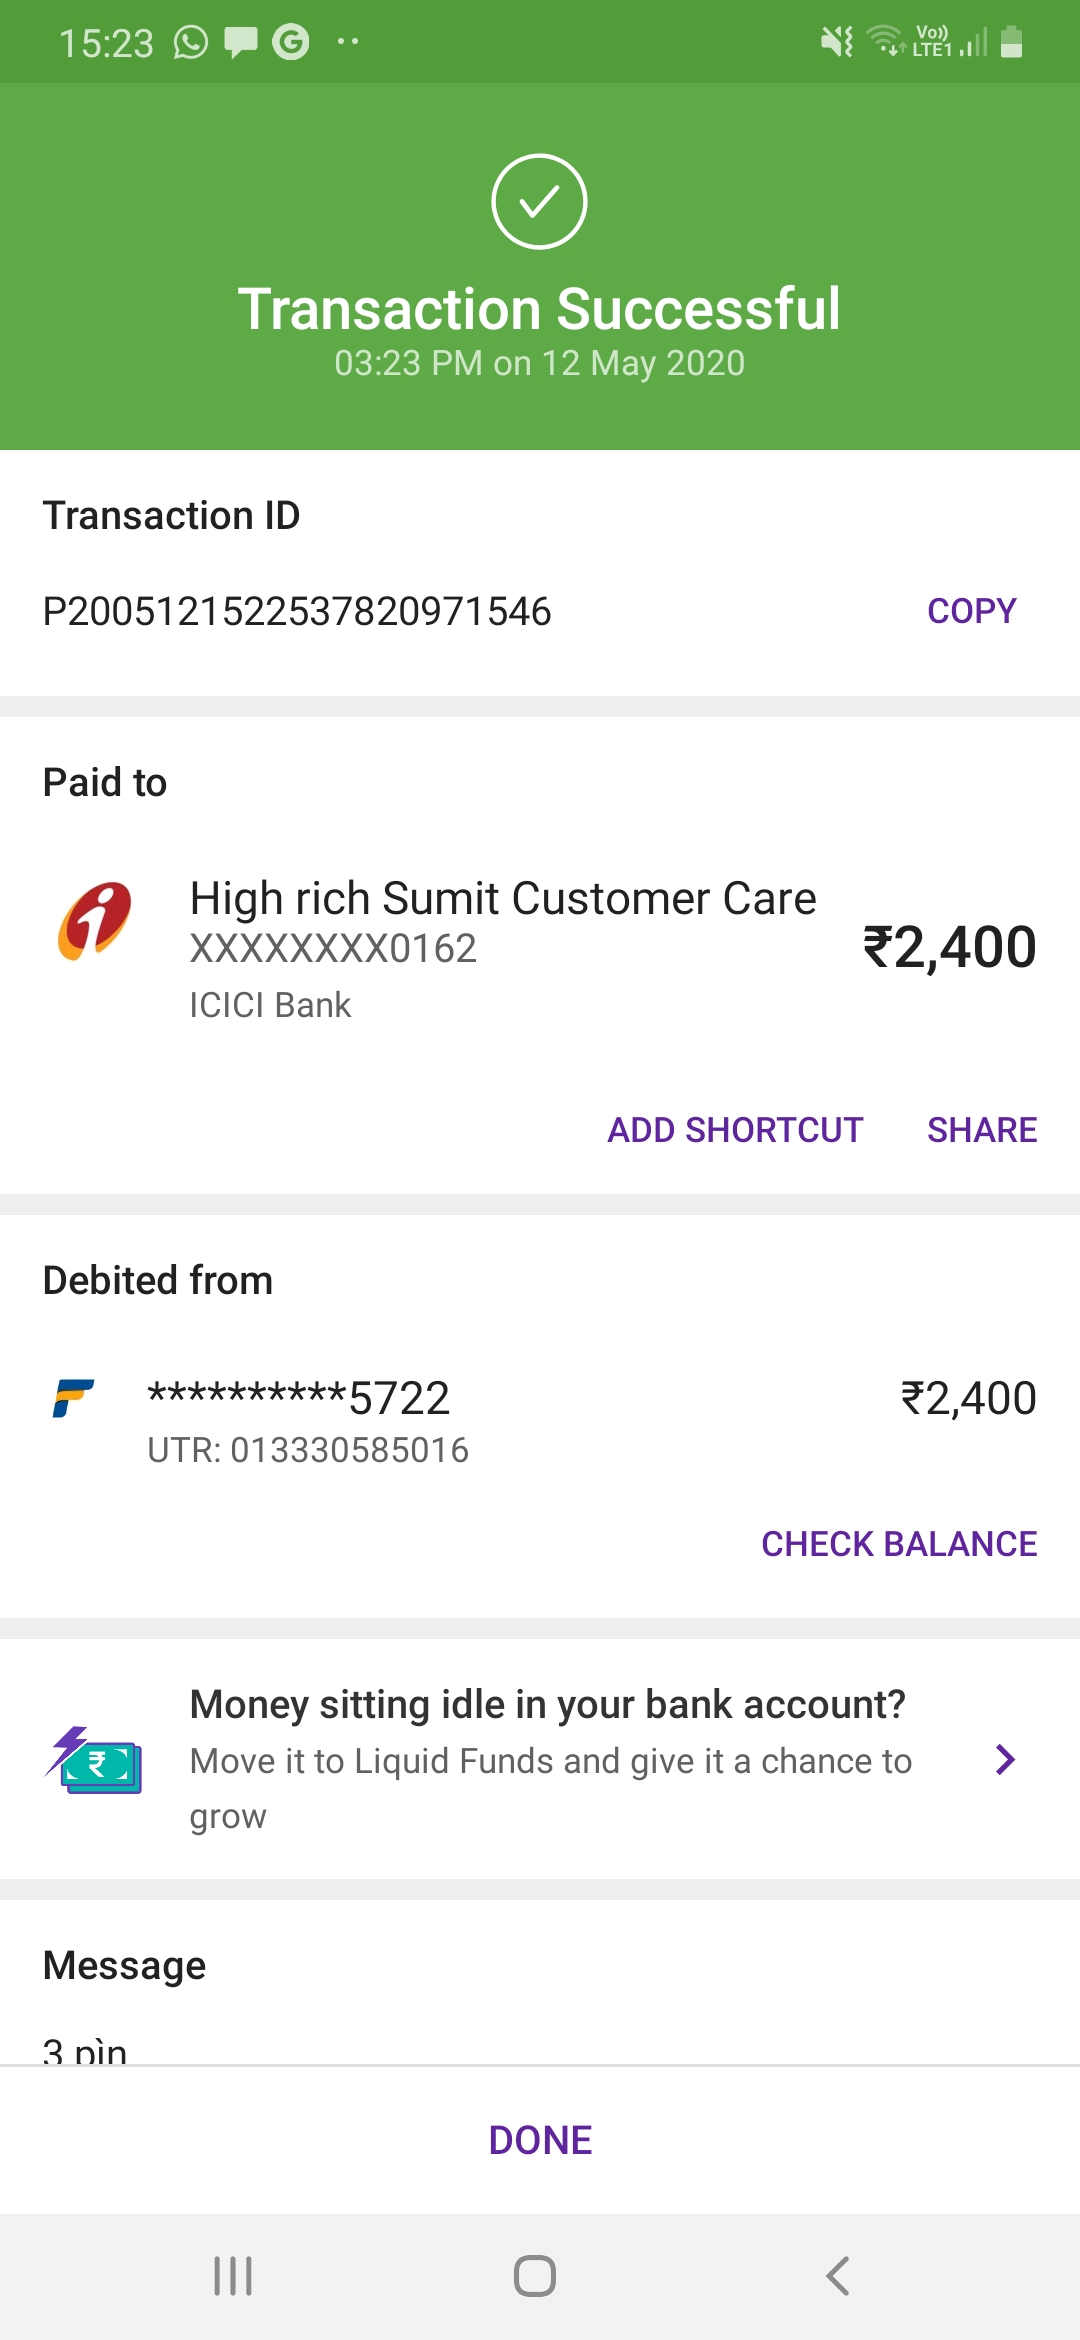 15:23
Vo)) LTE1
Transaction Successful
03:23 PM on 12 May 2020
Transaction ID
P2005121522537820971546
COPY
Paid to
High rich Sumit Customer Care
XXXXXXXX0162
₹2,400
ICICI Bank
ADD SHORTCUT SHARE
Debited from
**********5722
₹2,400
UTR: 013330585016
CHECK BALANCE
Money sitting idle in your bank account?
Move it to Liquid Funds and give it a chance to
grow
Message
3 pìn
DONE